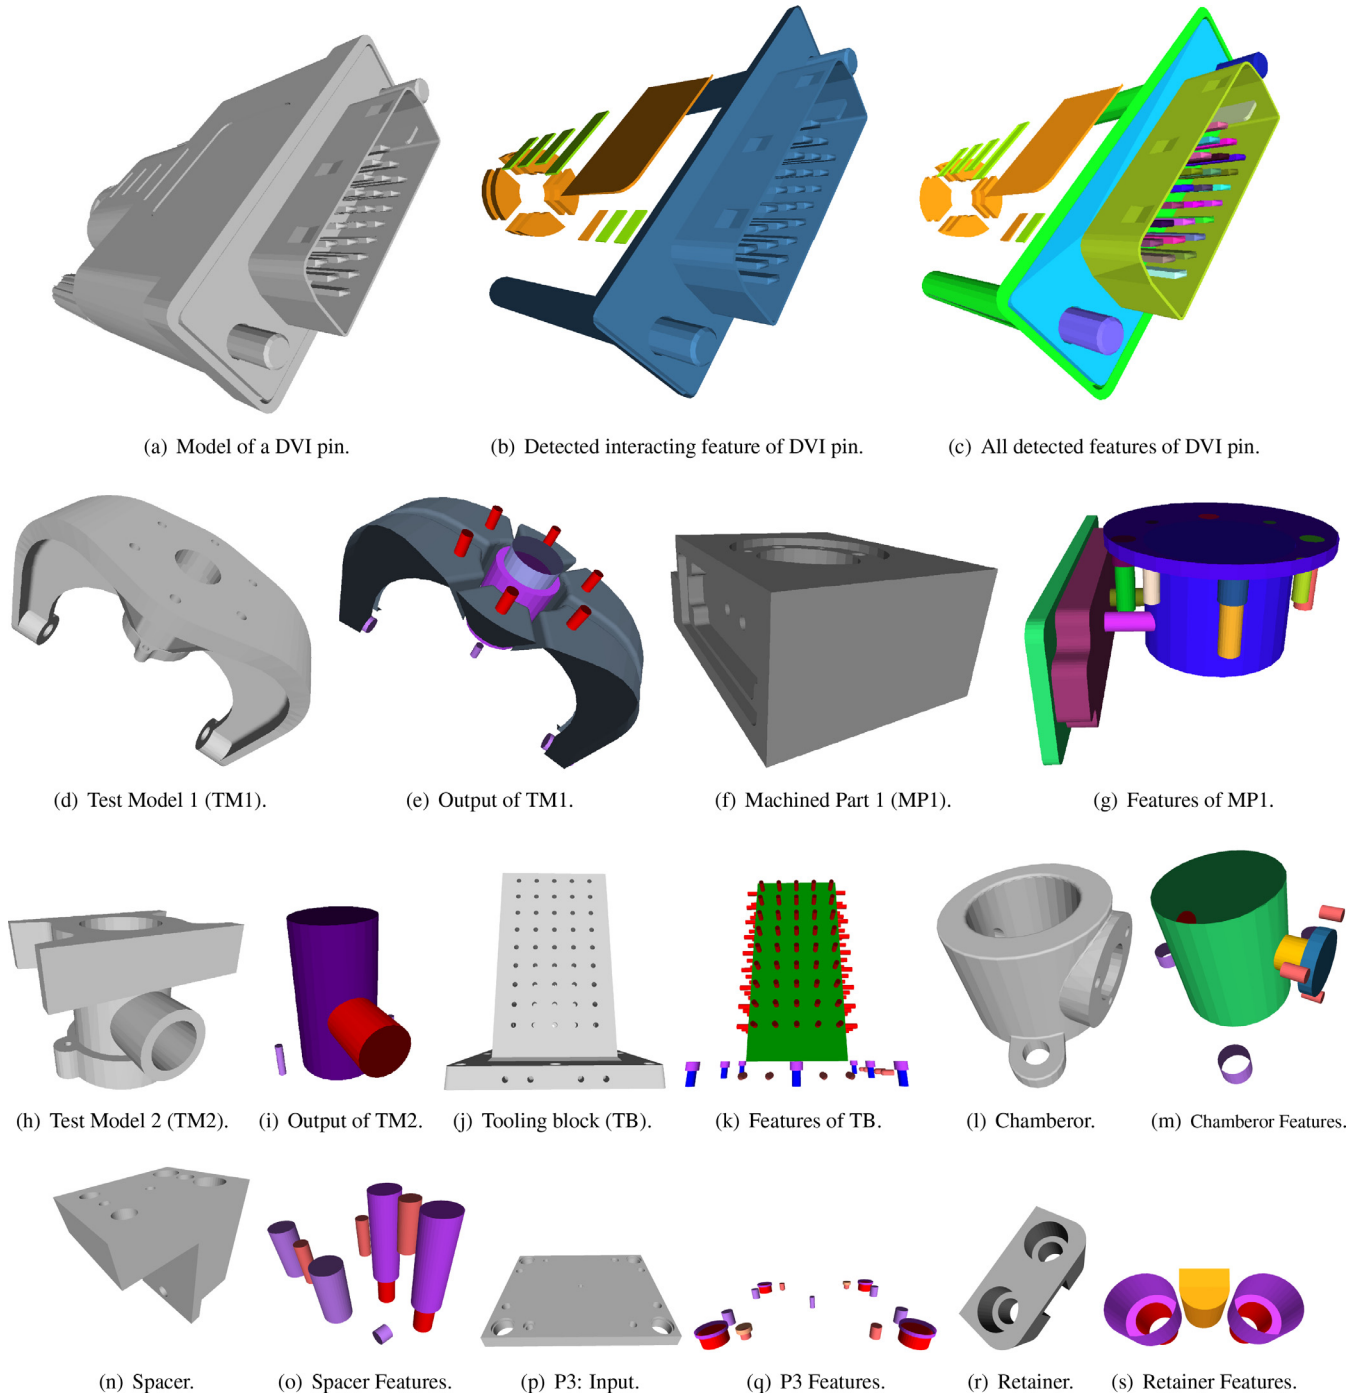 (a) Model of a DVI pin.
(b) Detected interacting feature of DVI pin.
(c) All detected features of DVI pin.
(d) Test Model 1 (TM1).
(e) Output of TM1.
(f) Machined Part 1 (MP1).
(g) Features of MP1.
(h) Test Model 2 (TM2).
(i) Output of TM2.
(j) Tooling block (TB).
(k) Features of TB.
(l) Chamberor.
(m) Chamberor Features.
(n) Spacer.
(o) Spacer Features.
(p) P3: Input.
(q) P3 Features.
(r) Retainer.
(s) Retainer Features.